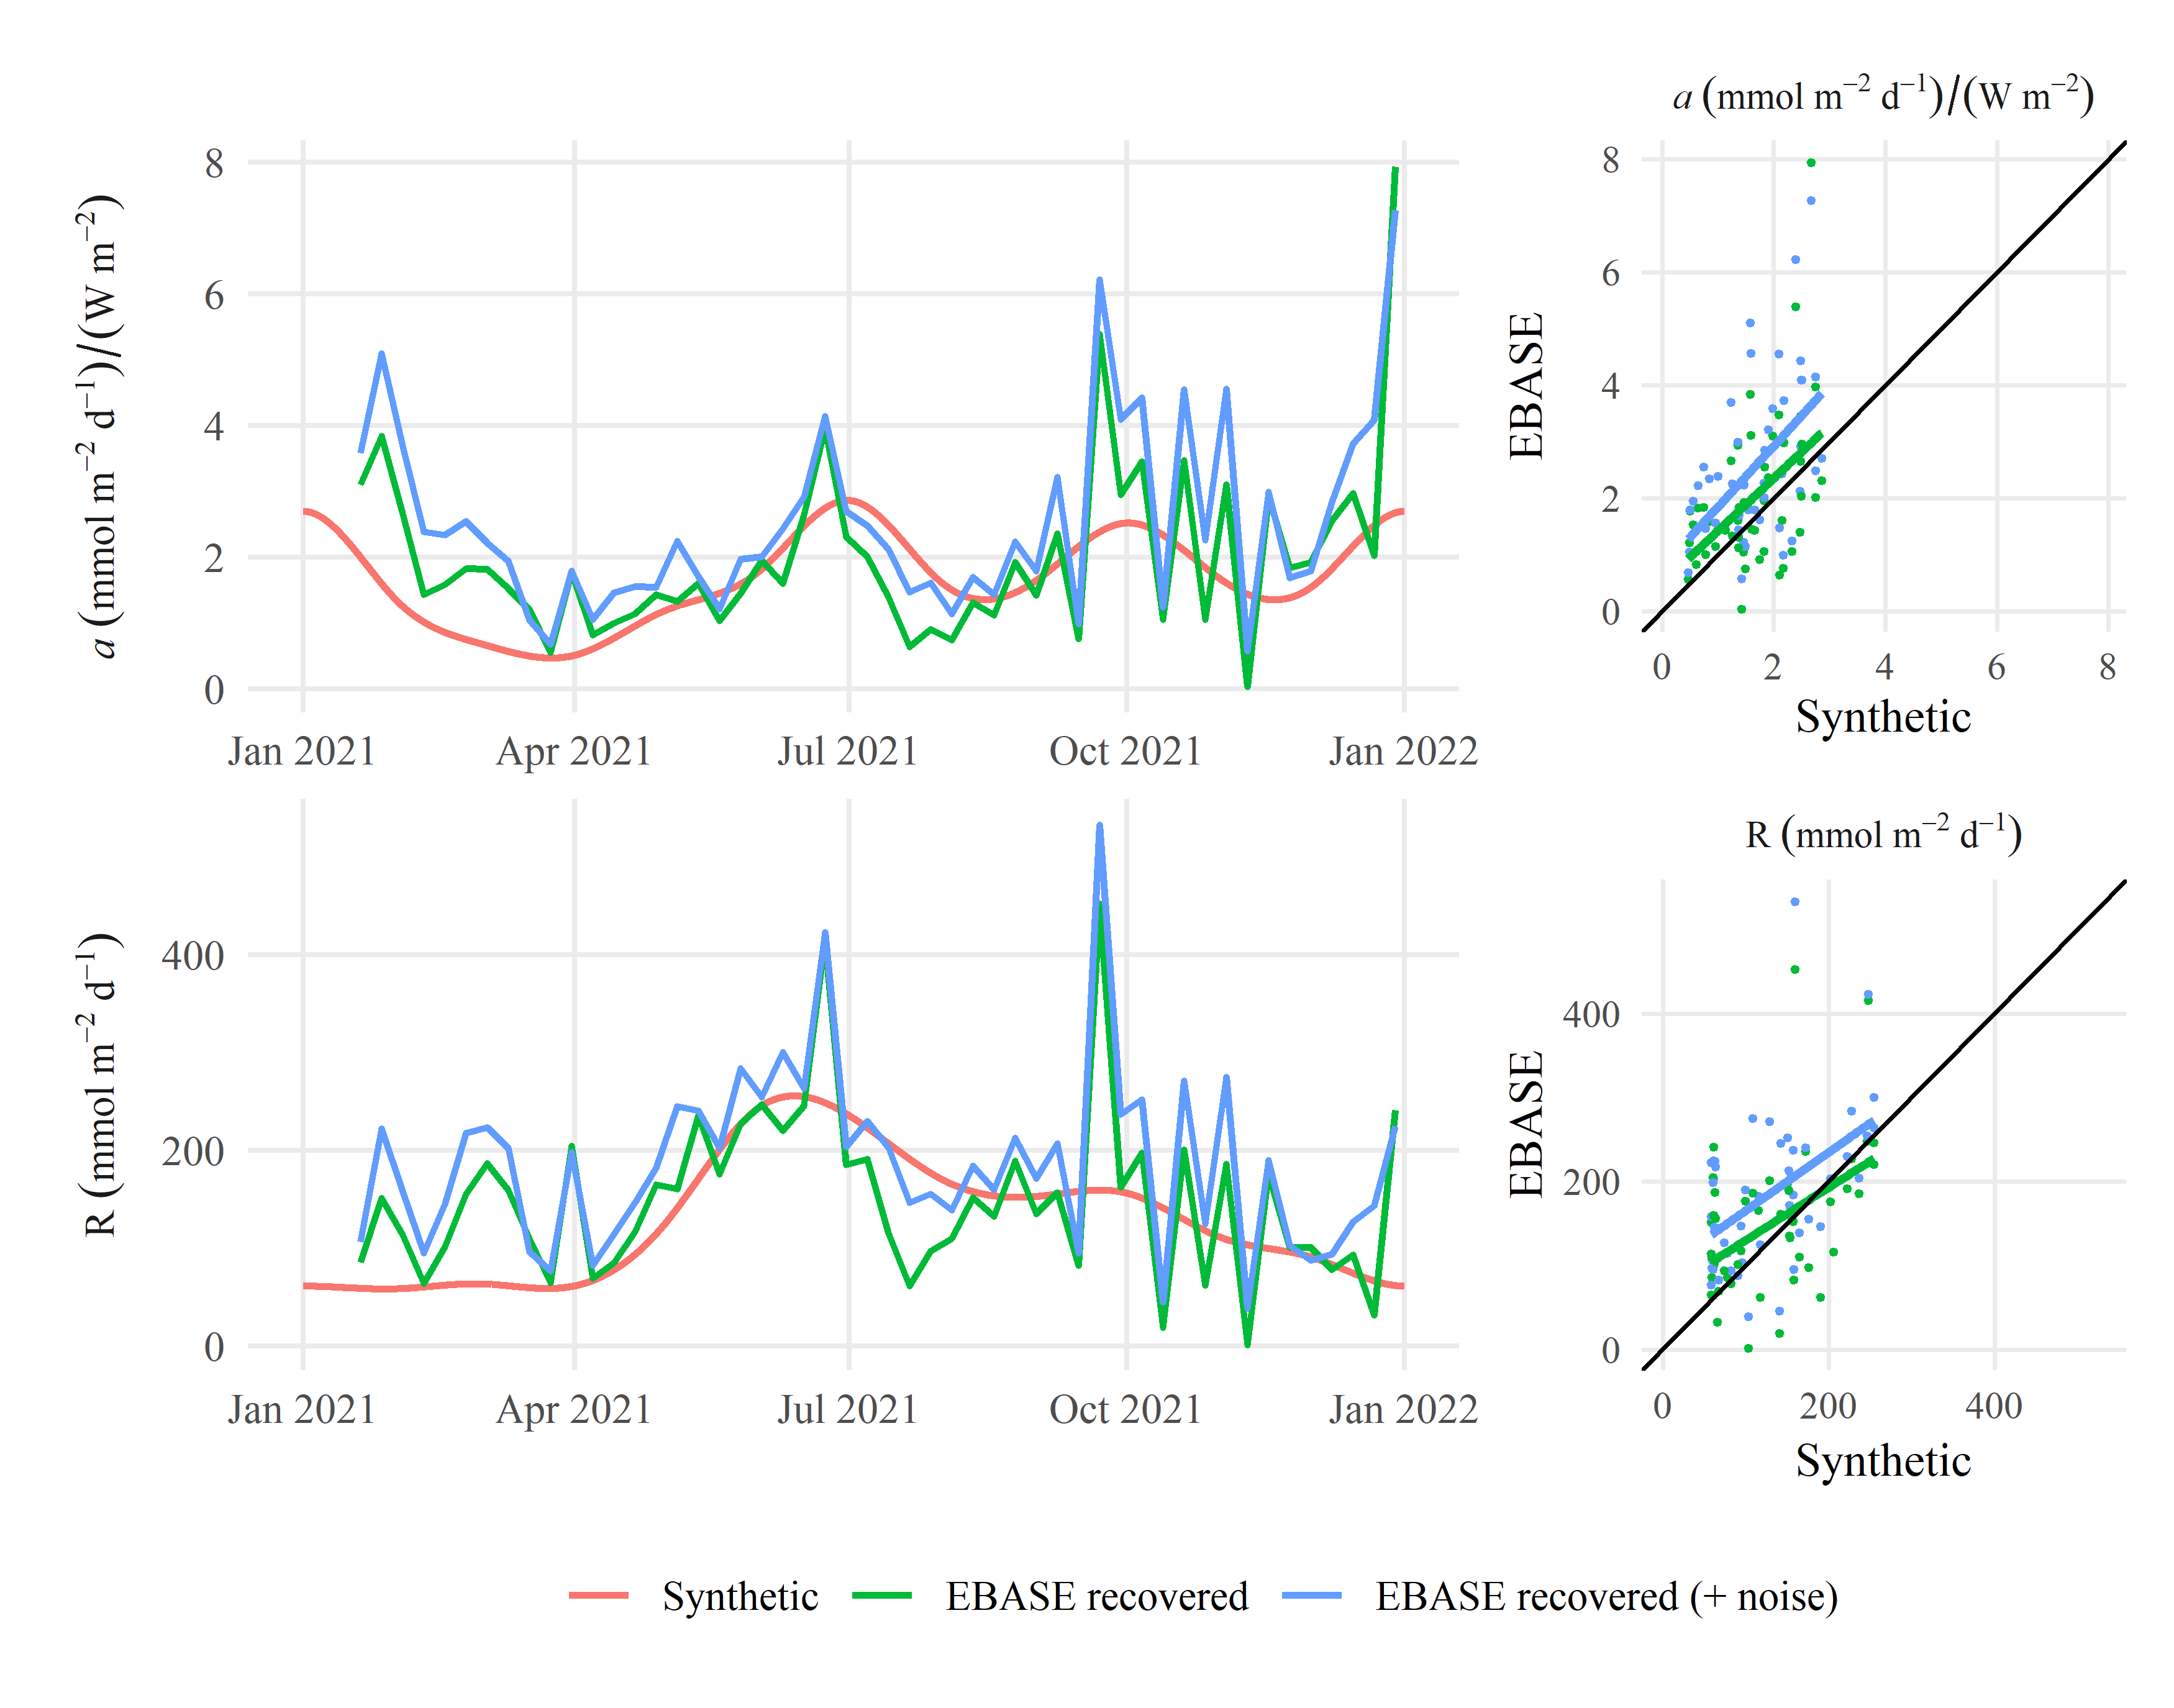 a (mmol m−2 d−1)/(W m−2)
8
6
4
2
0
Jan 2021 Apr 2021 Jul 2021 Oct 2021 Jan 2022
a (mmol m−2 d−1)/(W m−2)
EBASE
8
6
4
2
0
0 2 4 6 8
Synthetic
R (mmol m−2 d−1)
400
200
0
Jan 2021 Apr 2021 Jul 2021 Oct 2021 Jan 2022
R (mmol m−2 d−1)
EBASE
400
200
0
0 200 400
Synthetic
Synthetic EBASE recovered EBASE recovered (+ noise)